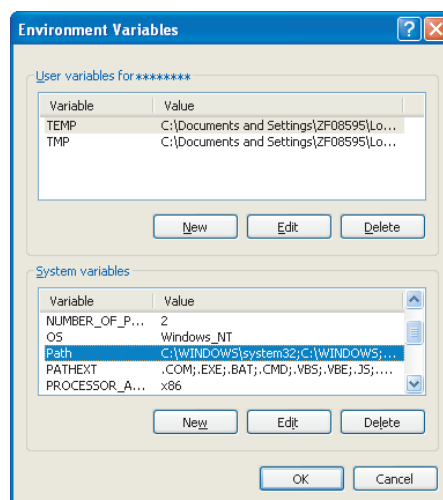 Environment Variables
User variables for ********
Variable Value
TEMP C:\Documents and Settings\ZF08595\Lo...
TMP C:\Documents and Settings\ZF08595\Lo...
New Edit Delete
System variables
Variable Value
NUMBER_OF_P... 2
OS Windows_NT
Path C:\WINDOWS\system32;C:\WINDOWS;...
PATHEXT .COM;.EXE;.BAT;.CMD;.VBS;.VBE;.JS;....
PROCESSOR_A... x86
New Edit Delete
OK Cancel